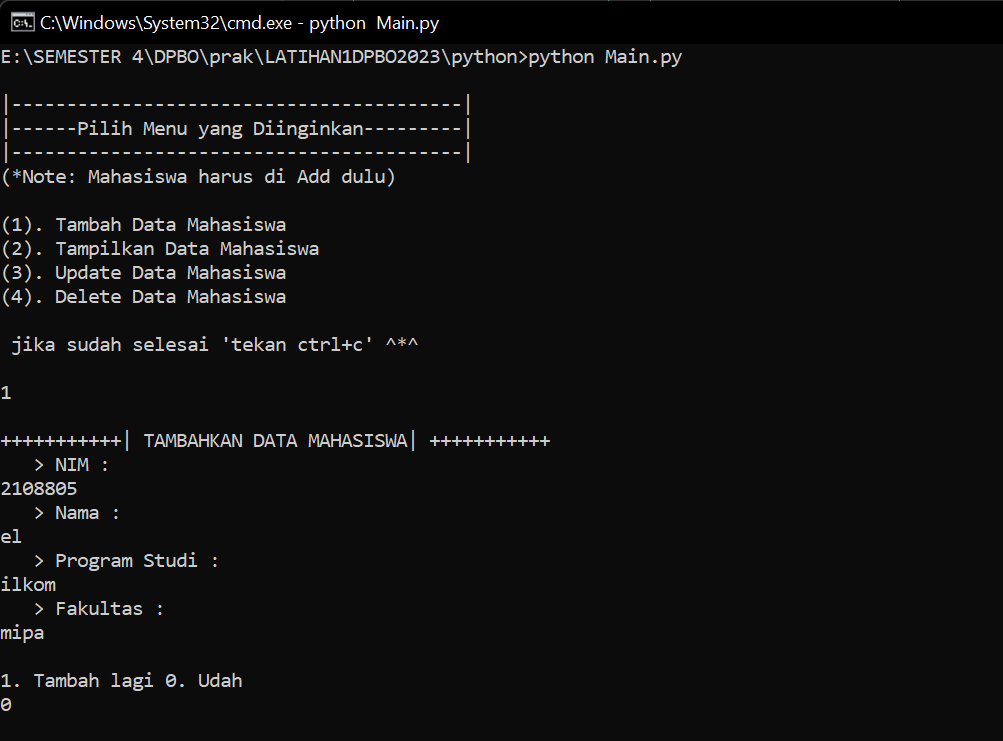 C:\Windows\System32\cmd.exe - python  Main.py
E:\SEMESTER 4\DPBO\prak\LATIHAN1DPBO2023\python>python Main.py
|-----------------------------------------|
|------Pilih Menu yang Diinginkan---------|
|-----------------------------------------|
(*Note: Mahasiswa harus di Add dulu)
(1). Tambah Data Mahasiswa
(2). Tampilkan Data Mahasiswa
(3). Update Data Mahasiswa
(4). Delete Data Mahasiswa
jika sudah selesai 'tekan ctrl+c' ^*^
1
+++++++++++| TAMBAHKAN DATA MAHASISWA| +++++++++++
> NIM :
2108805
> Nama :
el
> Program Studi :
ilkom
> Fakultas :
mipa
1. Tambah lagi 0. Udah
0